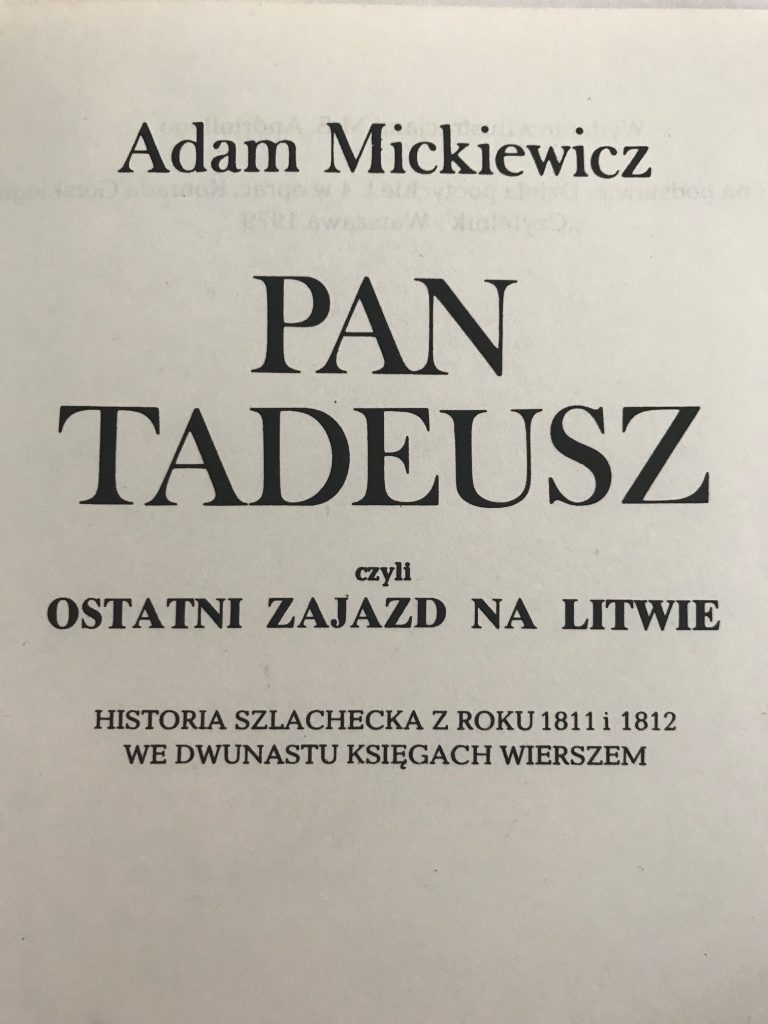 Adam Mickiewicz
PAN
TADEUSZ
czyli
OSTATNI ZAJAZD NA LITWIE
HISTORIA SZLACHECKA Z ROKU 1811 i 1812
WE DWUNASTU KSIĘGACH WIERSZEM